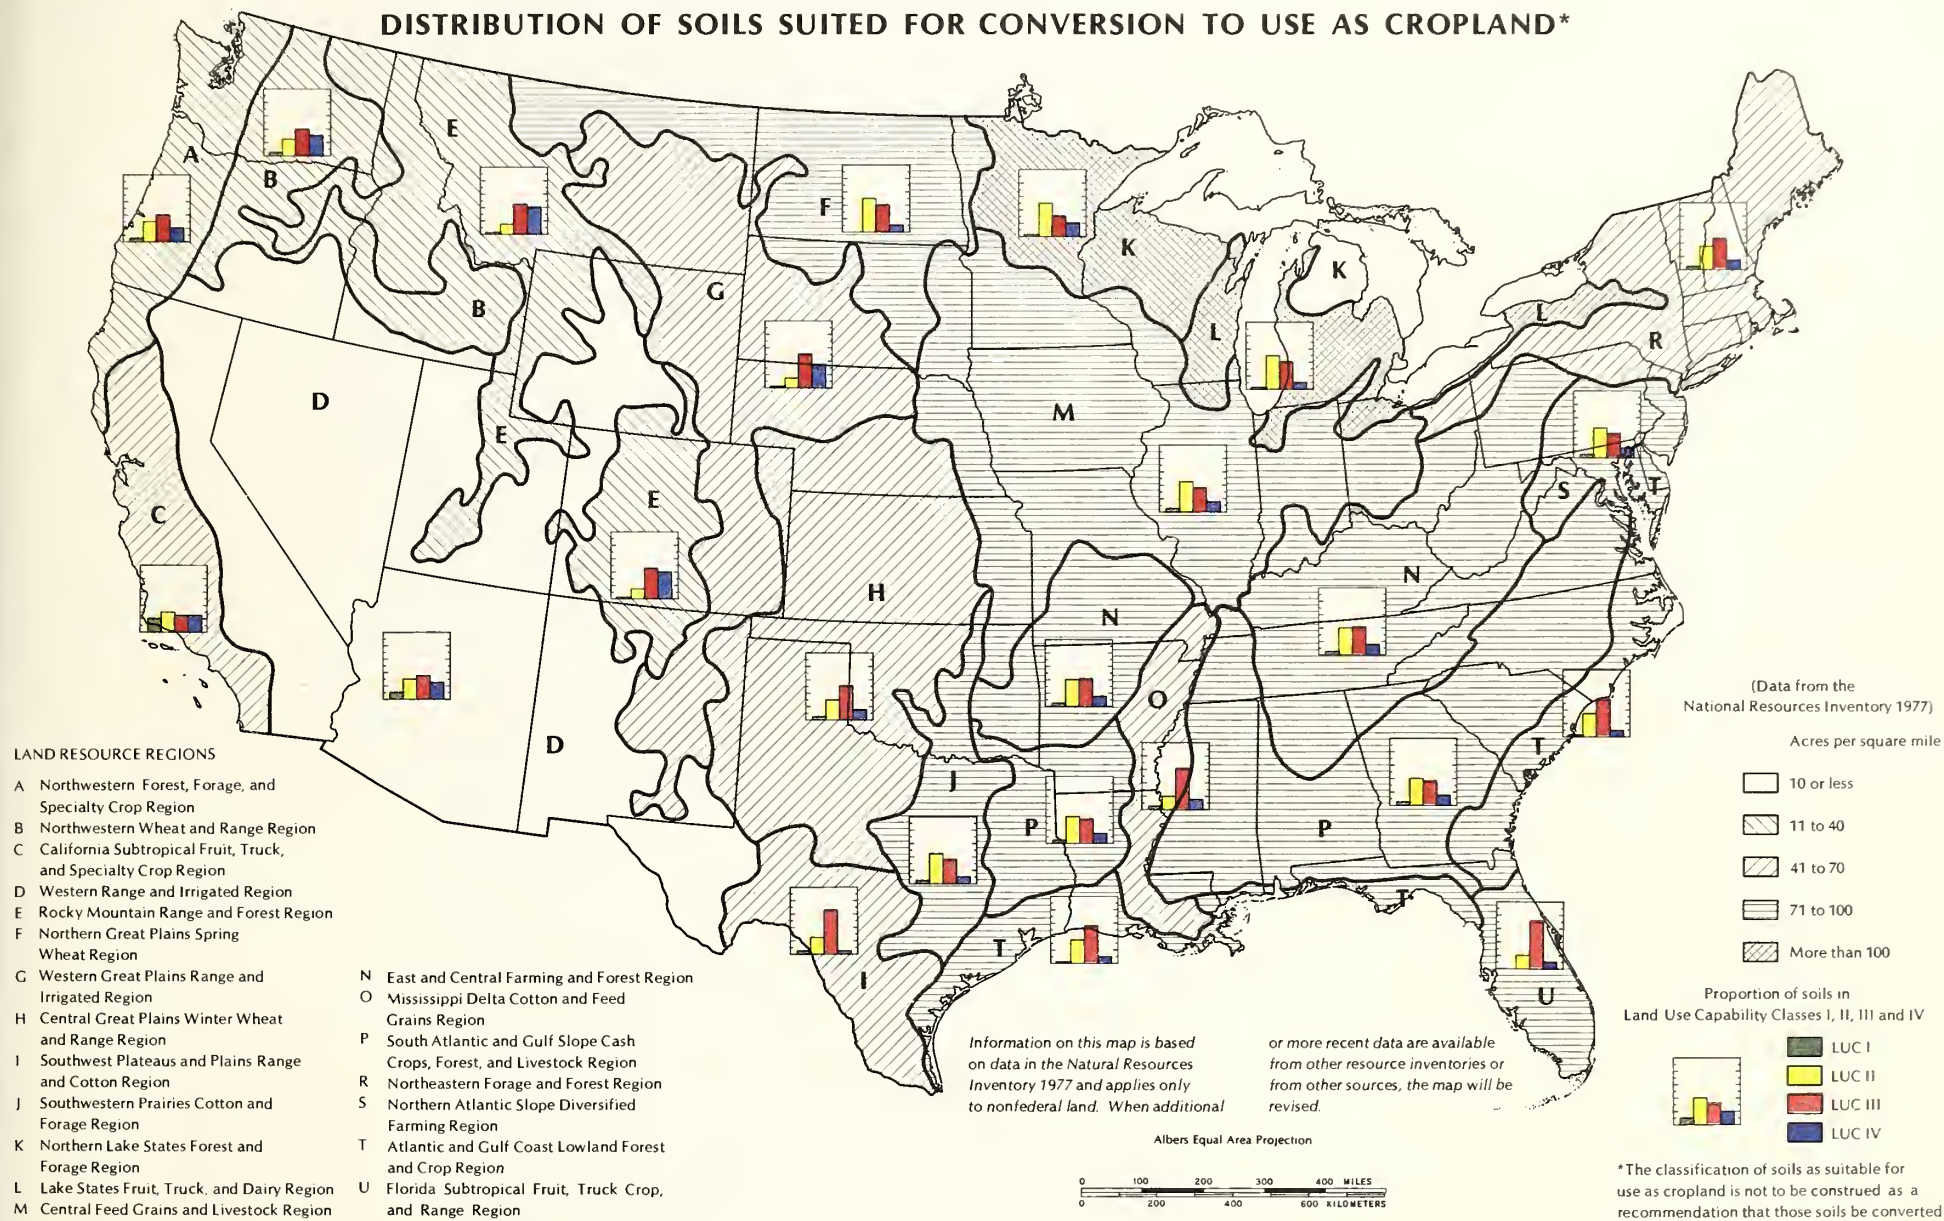 DISTRIBUTION OF SOILS SUITED FOR CONVERSION TO USE AS CROPLAND*
E
A
B
F
K
K
G
B
L
L
R
D
M
E
E
C
S
T
H
N
N
O
D
T
J
P
P
T
T
I
U
LAND RESOURCE REGIONS
A Northwestern Forest, Forage, and
Specialty Crop Region
B Northwestern Wheat and Range Region
C California Subtropical Fruit, Truck,
and Specialty Crop Region
D Western Range and Irrigated Region
E Rocky Mountain Range and Forest Region
F Northern Great Plains Spring
Wheat Region
G Western Great Plains Range and
Irrigated Region
H Central Great Plains Winter Wheat
and Range Region
I Southwest Plateaus and Plains Range
and Cotton Region
J Southwestern Prairies Cotton and
Forage Region
K Northern Lake States Forest and
Forage Region
L Lake States Fruit, Truck, and Dairy Region
M Central Feed Grains and Livestock Region
N East and Central Farming and Forest Region
O Mississippi Delta Cotton and Feed
Grains Region
P South Atlantic and Gulf Slope Cash
Crops, Forest, and Livestock Region
R Northeastern Forage and Forest Region
S Northern Atlantic Slope Diversified
Farming Region
T Atlantic and Gulf Coast Lowland Forest
and Crop Region
U Florida Subtropical Fruit, Truck Crop,
and Range Region
Information on this map is based
on data in the Natural Resources
Inventory 1977 and applies only
to nonfederal land. When additional
or more recent data are available
from other resource inventories or
from other sources, the map will be
revised.
Albers Equal Area Projection
0 100 200 300 400 MILES
0 200 400 600 KILOMETERS
(Data from the
National Resources Inventory 1977)
Acres per square mile
10 or less
11 to 40
41 to 70
71 to 100
More than 100
Proportion of soils in
Land Use Capability Classes I, II, III and IV
LUC I
LUC II
LUC III
LUC IV
*The classification of soils as suitable for
use as cropland is not to be construed as a
recommendation that those soils be converted